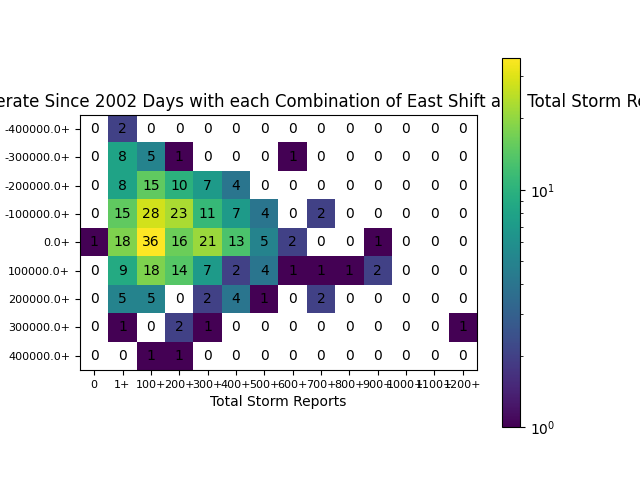 erate Since 2002 Days with each Combination of East Shift a Total Storm Re
-400000.0+ 0 2 0 0 0 0 0 0 0 0 0 0 0 0
-300000.0+ 0 8 5 1 0 0 0 1 0 0 0 0 0 0
-200000.0+ 0 8 15 10 7 4 0 0 0 0 0 0 0 0
-100000.0+ 0 15 28 23 11 7 4 0 2 0 0 0 0 0
0.0+ 1 18 36 16 21 13 5 2 0 0 1 0 0 0
100000.0+ 0 9 18 14 7 2 4 1 1 1 2 0 0 0
200000.0+ 0 5 5 0 2 4 1 0 2 0 0 0 0 0
300000.0+ 0 1 0 2 1 0 0 0 0 0 0 0 0 1
400000.0+ 0 0 1 1 0 0 0 0 0 0 0 0 0 0
0 1+ 100+ 200+ 300+ 400+ 500+ 600+ 700+ 800+ 900+ 1000+ 1100+ 1200+
Total Storm Reports
10¹
10⁰